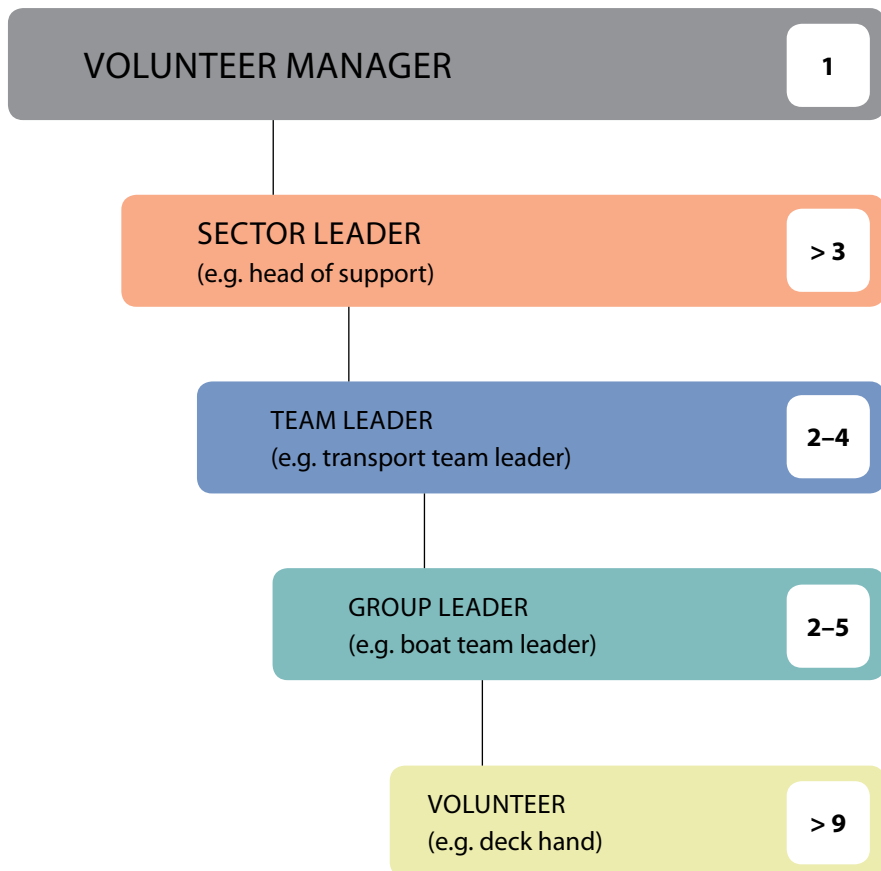 VOLUNTEER MANAGER
1
SECTOR LEADER
(e.g. head of support)
> 3
TEAM LEADER
(e.g. transport team leader)
2–4
GROUP LEADER
(e.g. boat team leader)
2–5
VOLUNTEER
(e.g. deck hand)
> 9